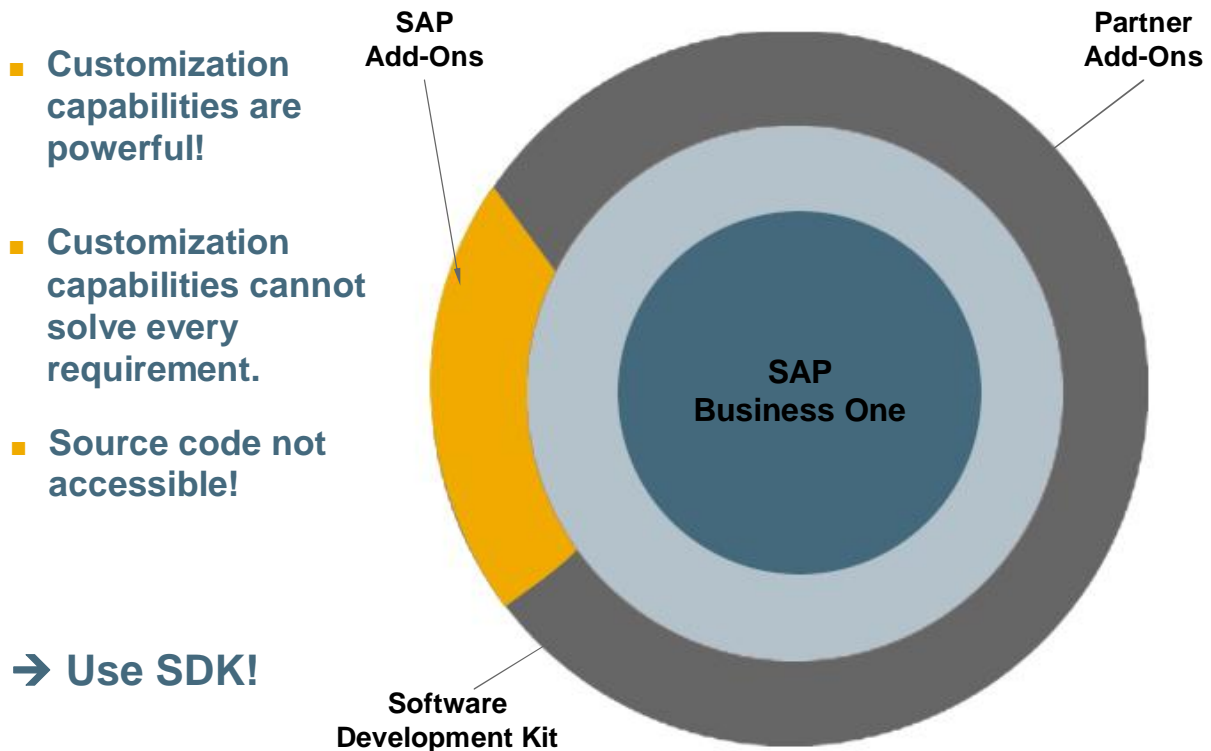 SAP
Add-Ons
Partner
Add-Ons
■ Customization
capabilities are
powerful!
■ Customization
capabilities cannot
solve every
requirement.
■ Source code not
accessible!
SAP
Business One
➔ Use SDK!
Software
Development Kit